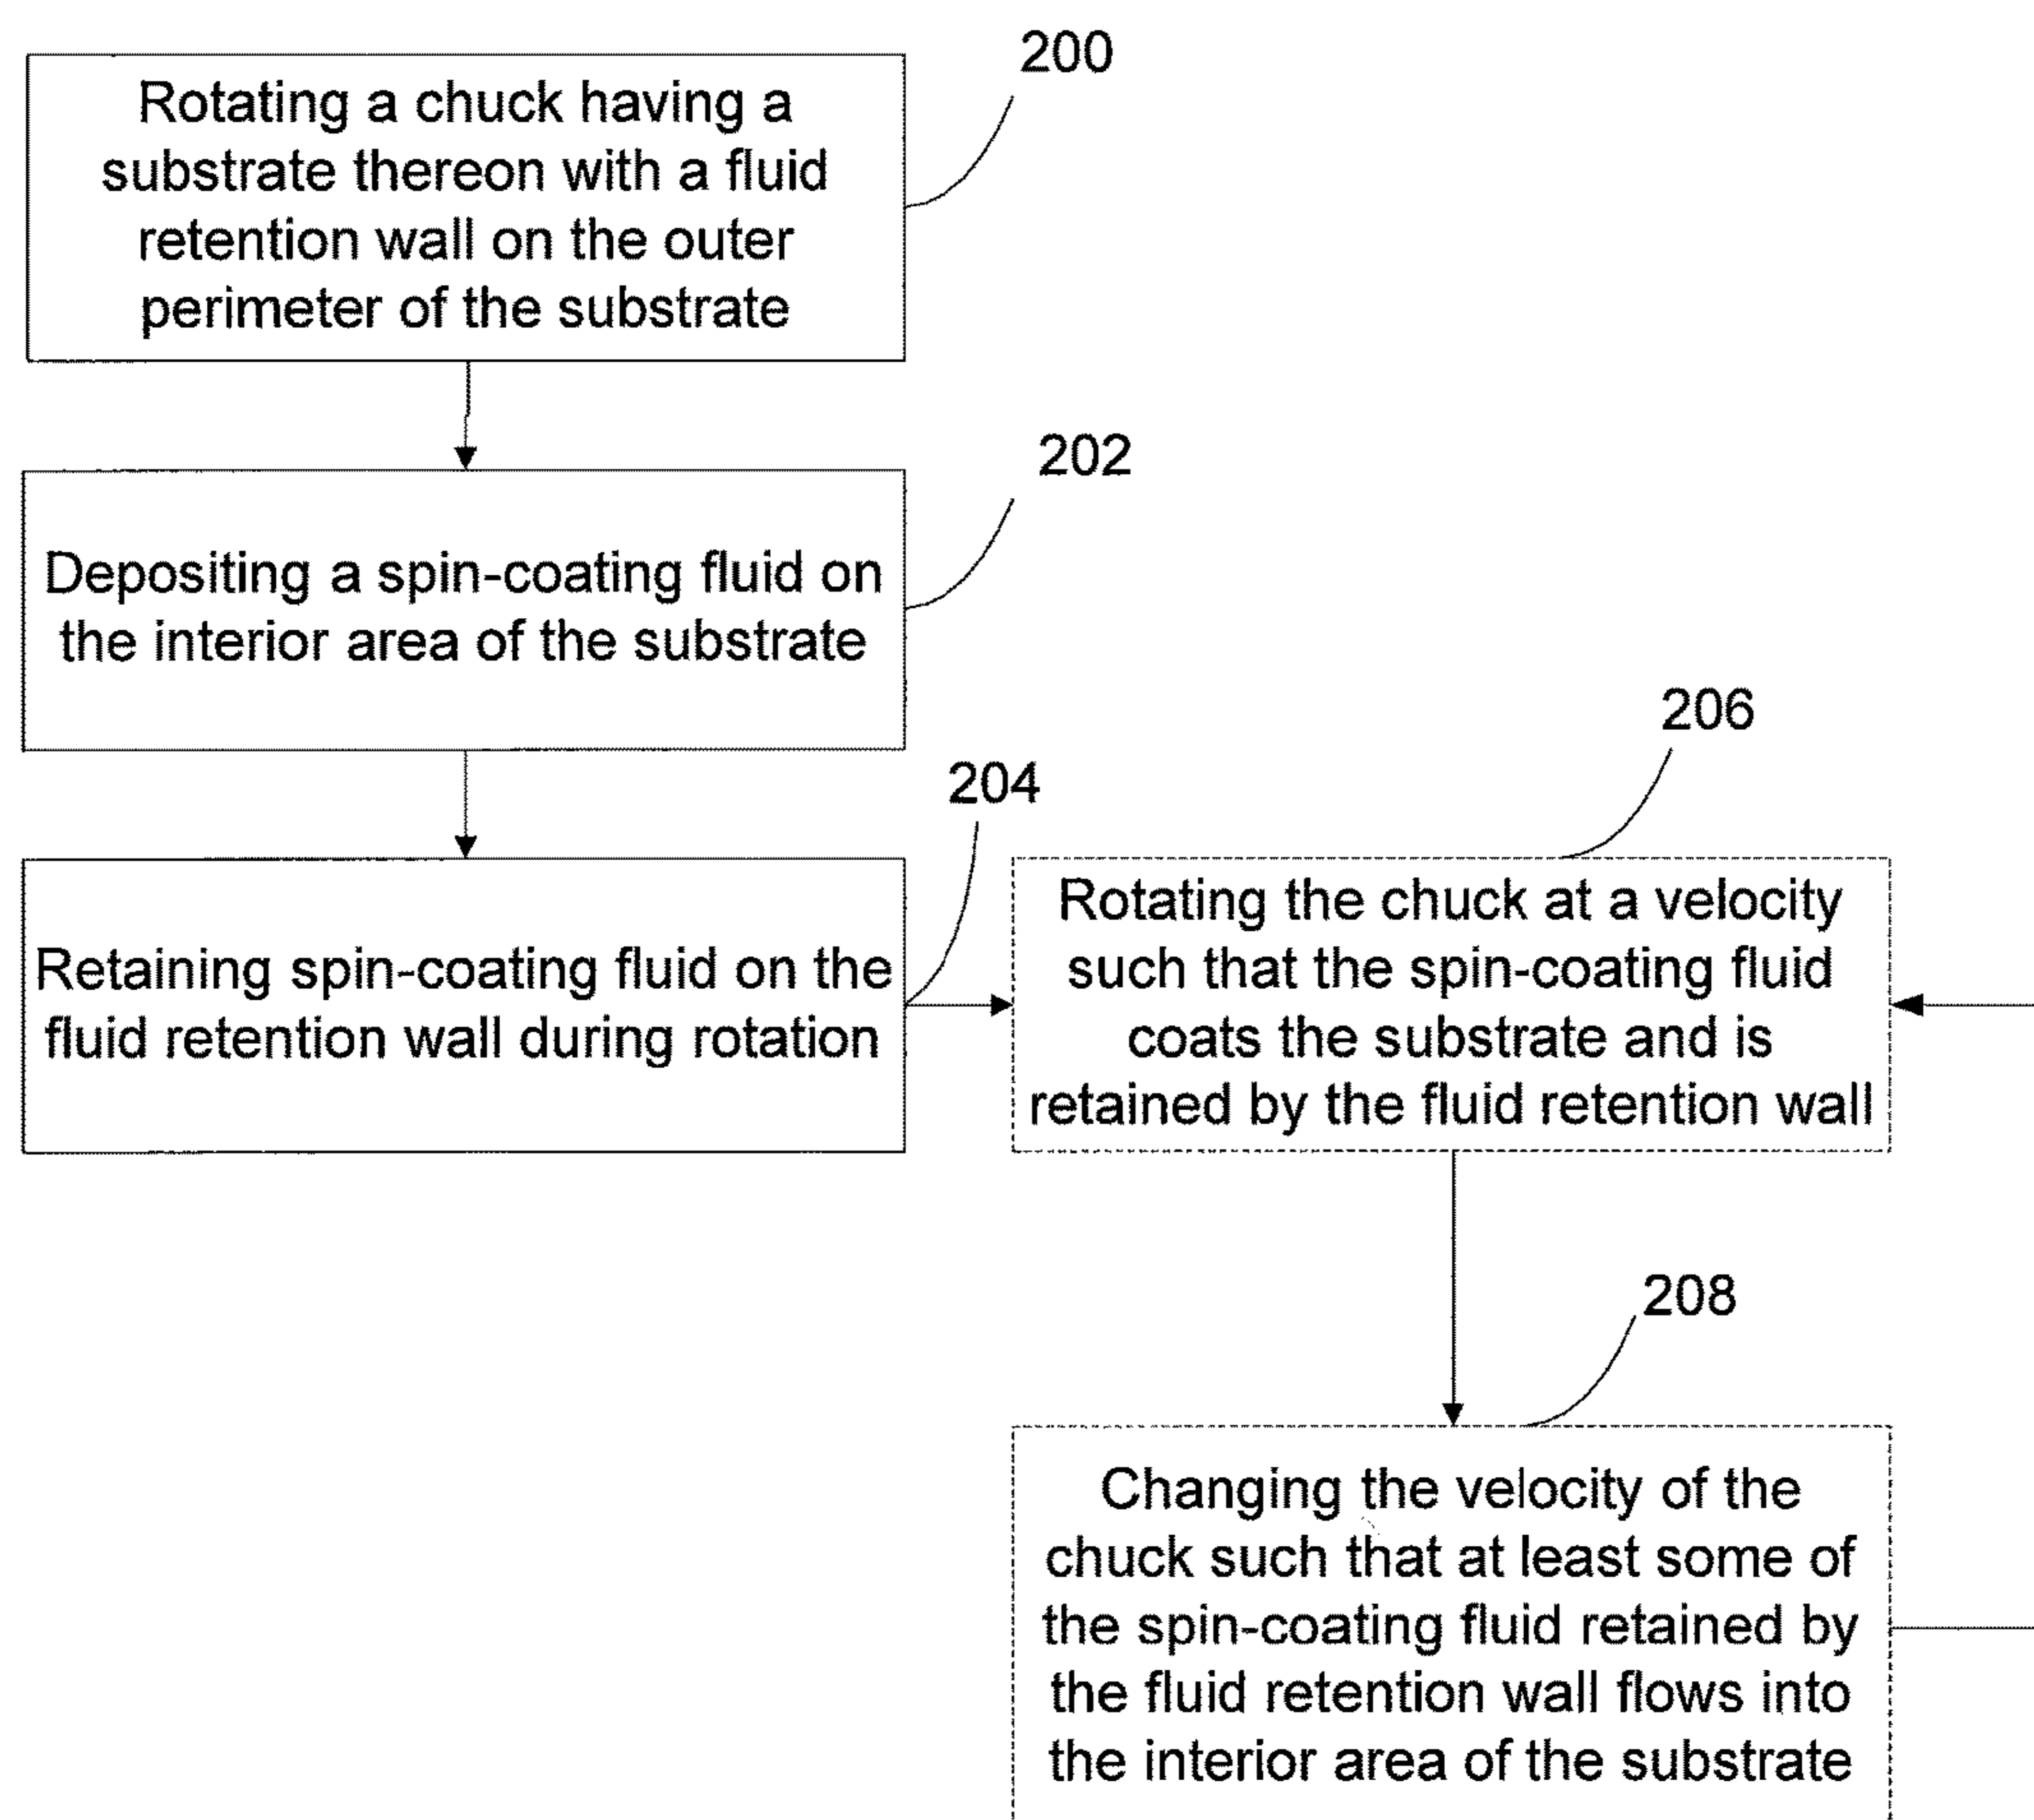 200
Rotating a chuck having a
substrate thereon with a fluid
retention wall on the outer
perimeter of the substrate
202
Depositing a spin-coating fluid on
the interior area of the substrate
204
Retaining spin-coating fluid on the
fluid retention wall during rotation
206
Rotating the chuck at a velocity
such that the spin-coating fluid
coats the substrate and is
retained by the fluid retention wall
208
Changing the velocity of the
chuck such that at least some of
the spin-coating fluid retained by
the fluid retention wall flows into
the interior area of the substrate